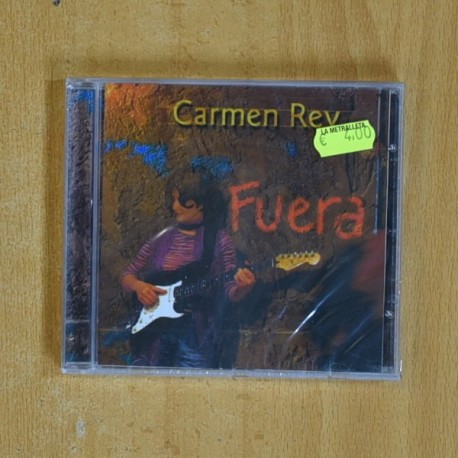 Carmen Rey
LA METRALLETA
€ 4,00
Fuera